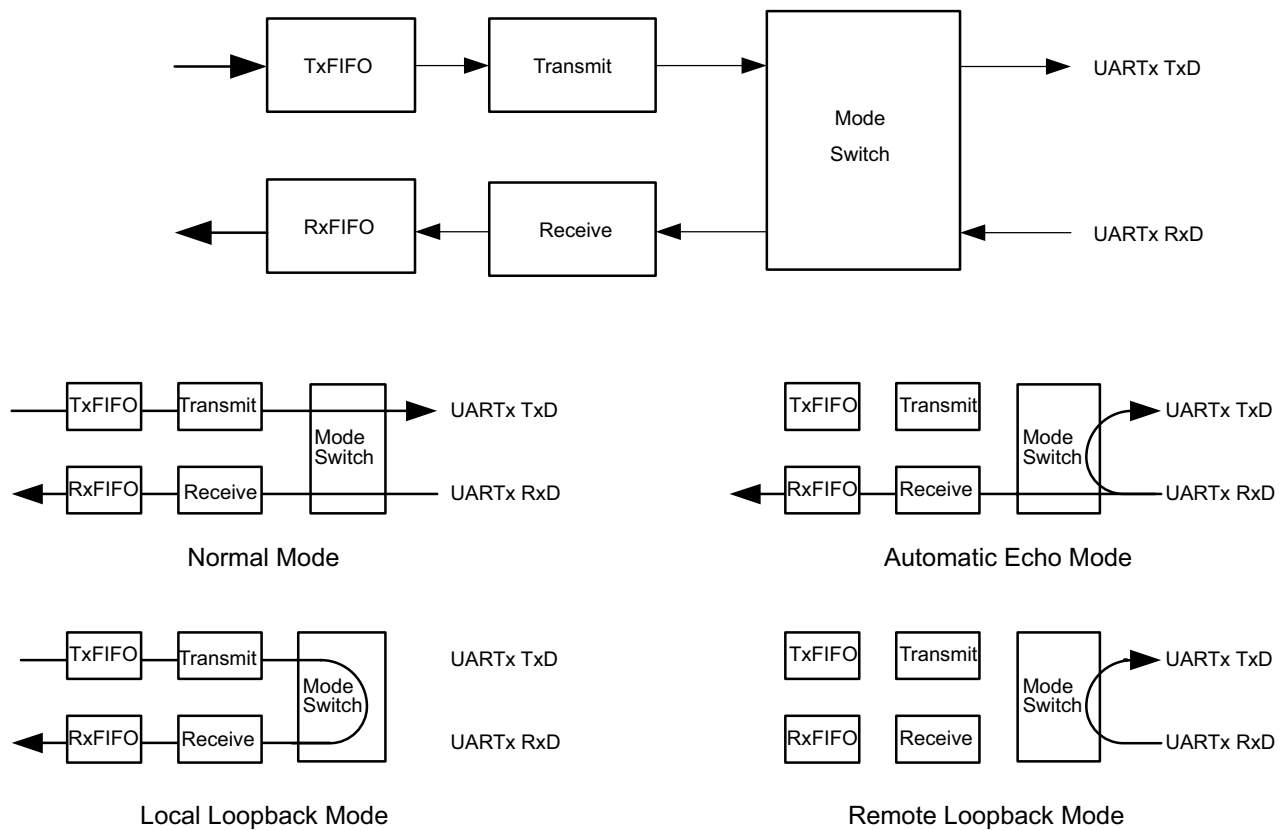 TxFIFO
Transmit
UARTx TxD
Mode
Switch
RxFIFO
Receive
UARTx RxD
TxFIFO
Transmit
UARTx TxD
Mode
Switch
RxFIFO
Receive
UARTx RxD
Normal Mode
TxFIFO
Transmit
UARTx TxD
Mode
Switch
RxFIFO
Receive
UARTx RxD
Automatic Echo Mode
TxFIFO
Transmit
UARTx TxD
Mode
Switch
RxFIFO
Receive
UARTx RxD
Local Loopback Mode
TxFIFO
Transmit
UARTx TxD
Mode
Switch
RxFIFO
Receive
UARTx RxD
Remote Loopback Mode